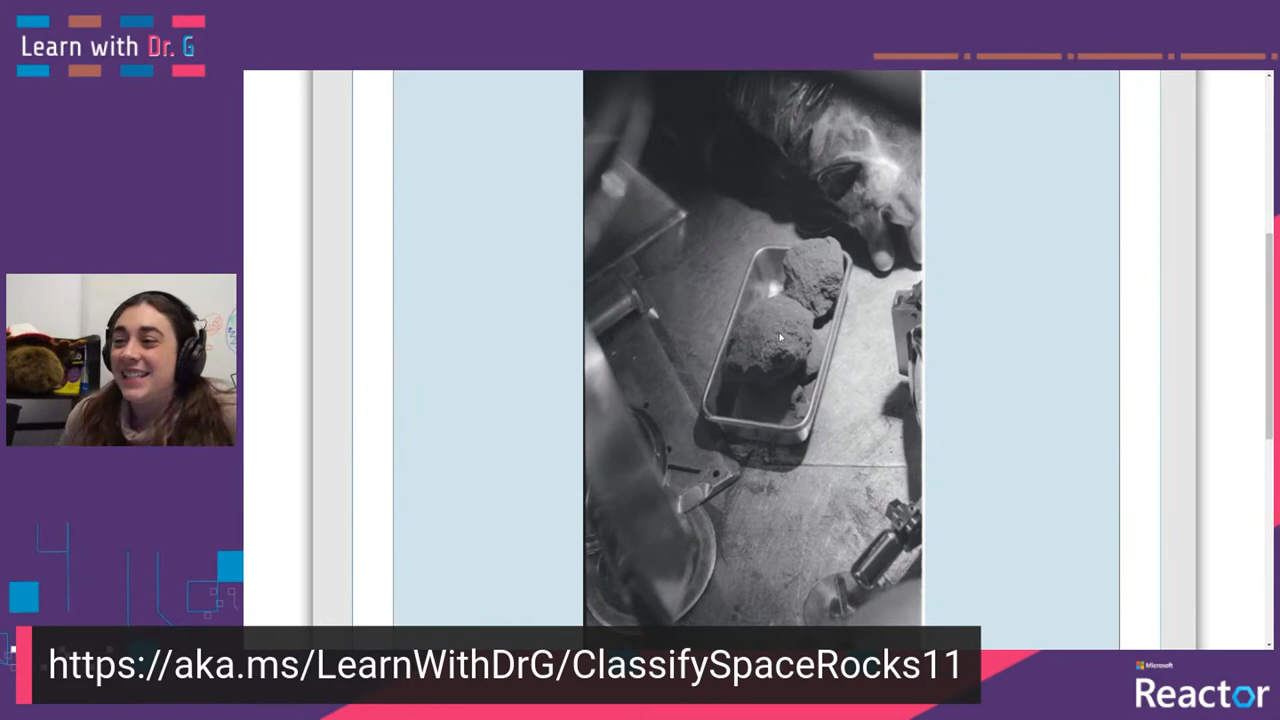 Learn with Dr. G
https://aka.ms/LearnWithDrG/ClassifySpaceRocks11
Microsoft
Reactor